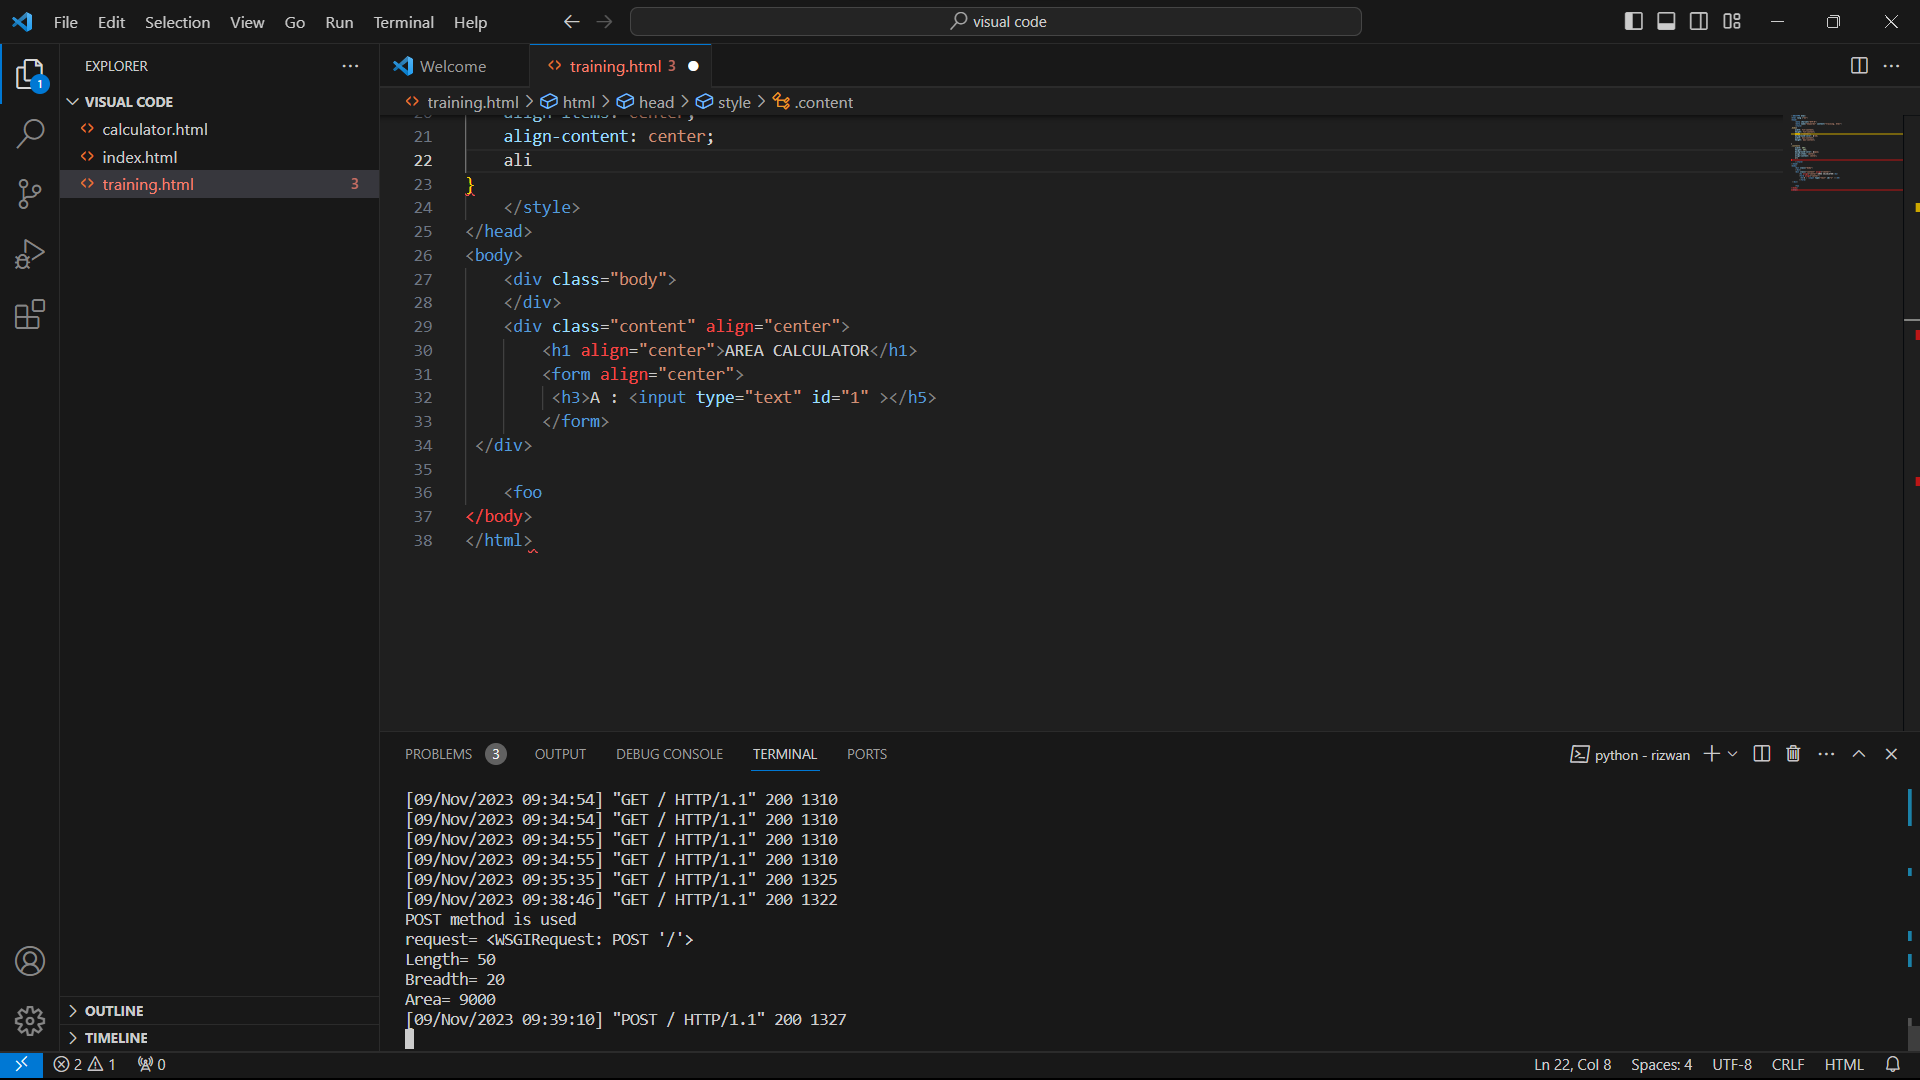 File Edit Selection View Go Run Terminal Help visual code
EXPLORER
1
VISUAL CODE
calculator.html
index.html
training.html 3
OUTLINE
TIMELINE
Welcome training.html 3
training.html > html > head > style > .content
20 align-items: center;
21 align-content: center;
22 ali
23 }
24 </style>
25 </head>
26 <body>
27 <div class="body">
28 </div>
29 <div class="content" align="center">
30 <h1 align="center">AREA CALCULATOR</h1>
31 <form align="center">
32 <h3>A : <input type="text" id="1" ></h5>
33 </form>
34 </div>
35
36 <foo
37 </body>
38 </html>
PROBLEMS 3 OUTPUT DEBUG CONSOLE TERMINAL PORTS python - rizwan
[09/Nov/2023 09:34:54] "GET / HTTP/1.1" 200 1310
[09/Nov/2023 09:34:54] "GET / HTTP/1.1" 200 1310
[09/Nov/2023 09:34:55] "GET / HTTP/1.1" 200 1310
[09/Nov/2023 09:34:55] "GET / HTTP/1.1" 200 1310
[09/Nov/2023 09:35:35] "GET / HTTP/1.1" 200 1325
[09/Nov/2023 09:38:46] "GET / HTTP/1.1" 200 1322
POST method is used
request= <WSGIRequest: POST '/'>
Length= 50
Breadth= 20
Area= 9000
[09/Nov/2023 09:39:10] "POST / HTTP/1.1" 200 1327
2 1 0 Ln 22, Col 8 Spaces: 4 UTF-8 CRLF HTML